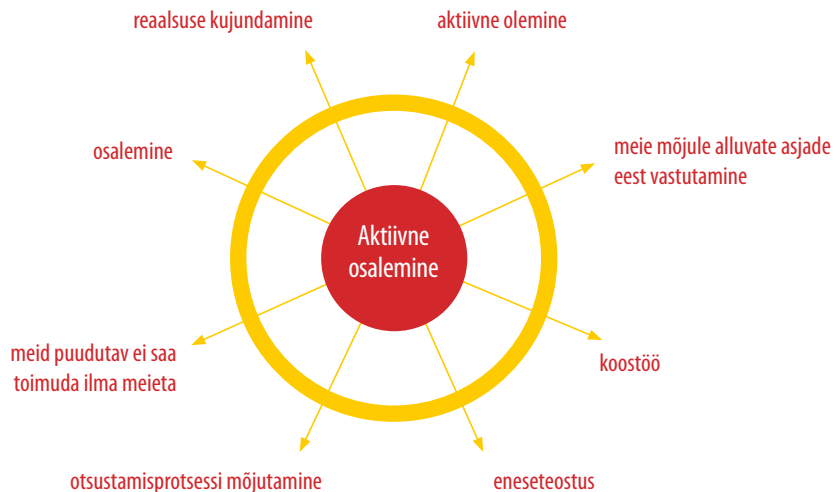 reaalsuse kujundamine
aktiivne olemine
osalemine
meie mõjule alluvate asjade
eest vastutamine
Aktiivne
osalemine
meid puudutav ei saa
toimuda ilma meieta
koostöö
otsustamisprotsessi mõjutamine
eneseteostus